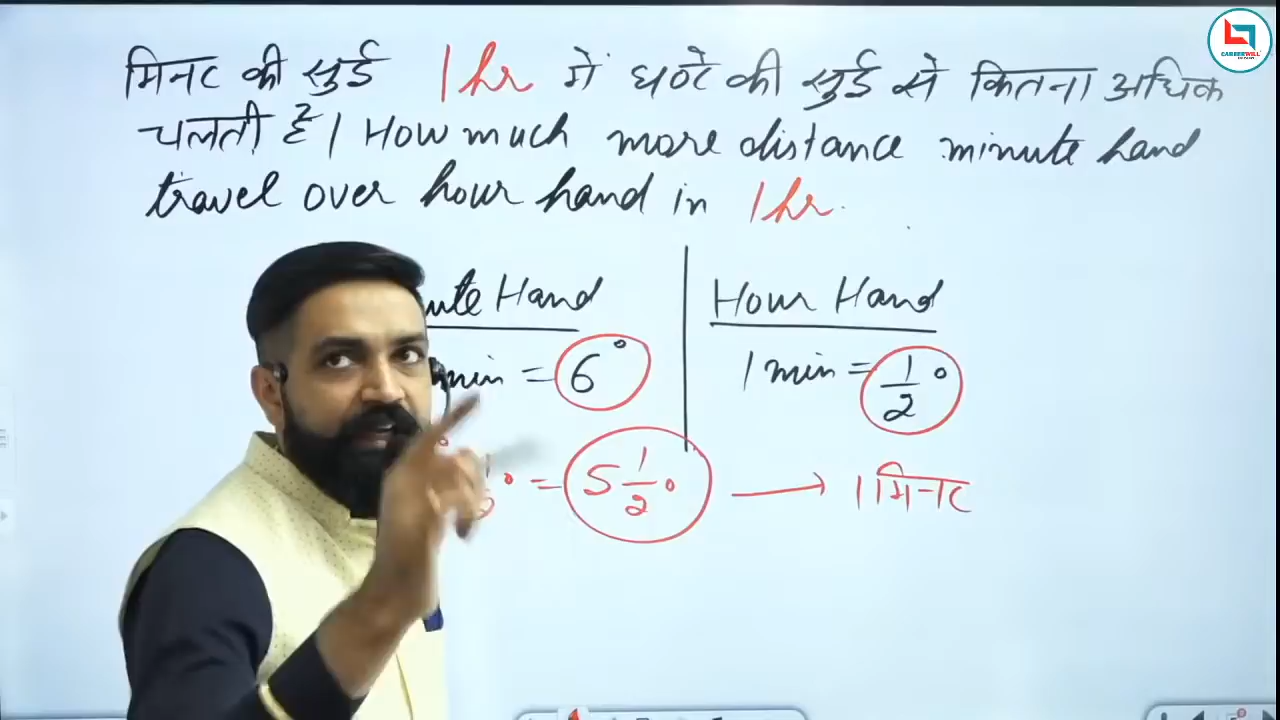 CAREERWILL
मिनट की सुई 1hr में घण्टे की सुई से कितना अधिक
चलती है। How much more distance minute hand
travel over hour hand in 1hr.
ute Hand
Hour Hand
min = 6°
1 min = 1/2°
° = 5 1/2° → 1 मिनट